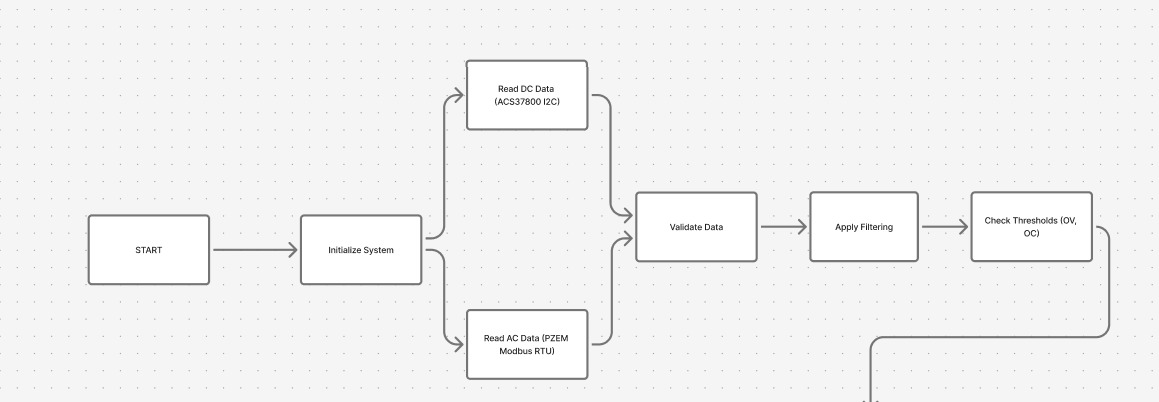 START
Initialize System
Read DC Data
(ACS37800 I2C)
Read AC Data (PZEM
Modbus RTU)
Validate Data
Apply Filtering
Check Thresholds (OV,
OC)